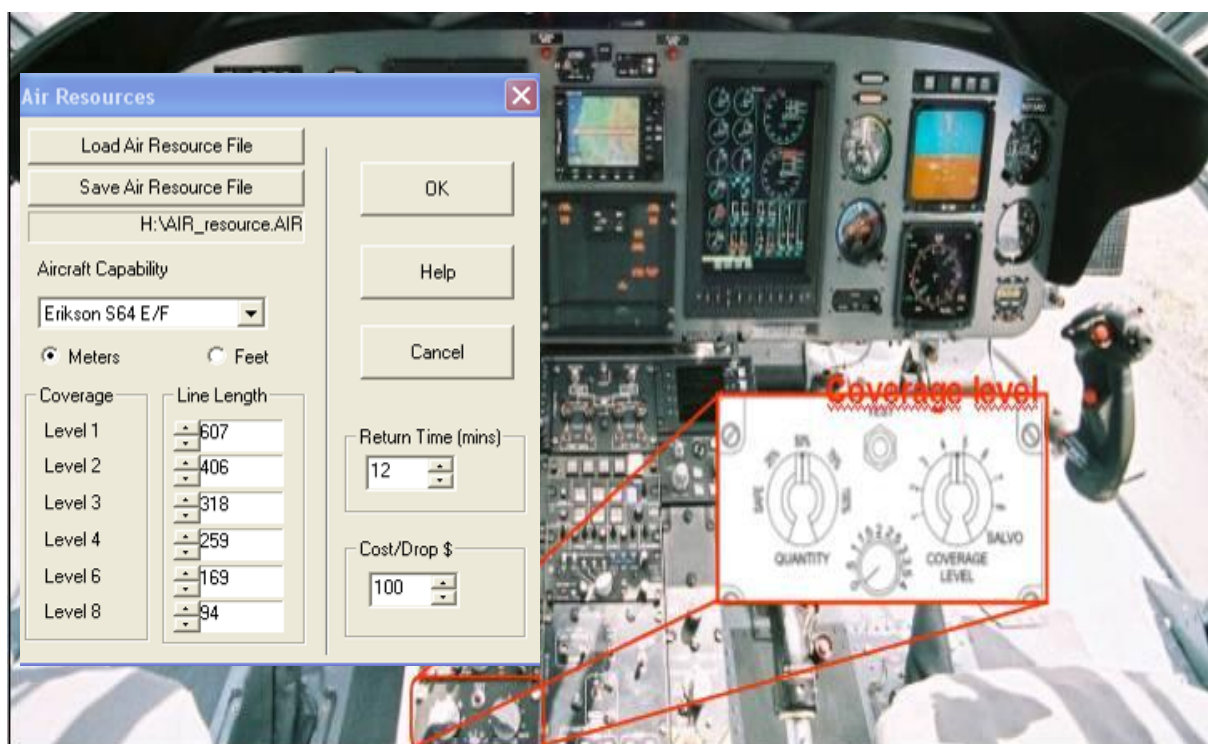 Air Resources
Load Air Resource File
Save Air Resource File
H:\AIR_resource.AIR
Aircraft Capability
Erikson S64 E/F
Meters
Feet
Coverage
Line Length
Level 1
607
Level 2
406
Level 3
318
Level 4
259
Level 6
169
Level 8
94
OK
Help
Cancel
Return Time (mins)
12
Cost/Drop $
100
Coverage level
TEST
SAFE
QUANTITY
COVERAGE
LEVEL
SALVO